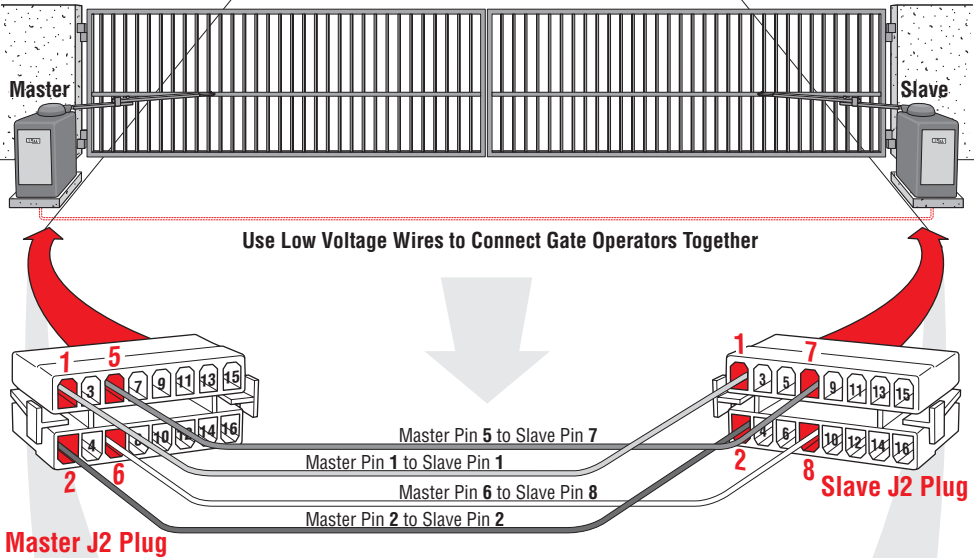 Master
Slave
Use Low Voltage Wires to Connect Gate Operators Together
1 5
3 7 9 11 13 15
4 8 10 12 14 16
2 6
1 7
3 5 9 11 13 15
4 6 10 12 14 16
2 8
Master Pin 5 to Slave Pin 7
Master Pin 1 to Slave Pin 1
Master Pin 6 to Slave Pin 8
Master Pin 2 to Slave Pin 2
Slave J2 Plug
Master J2 Plug